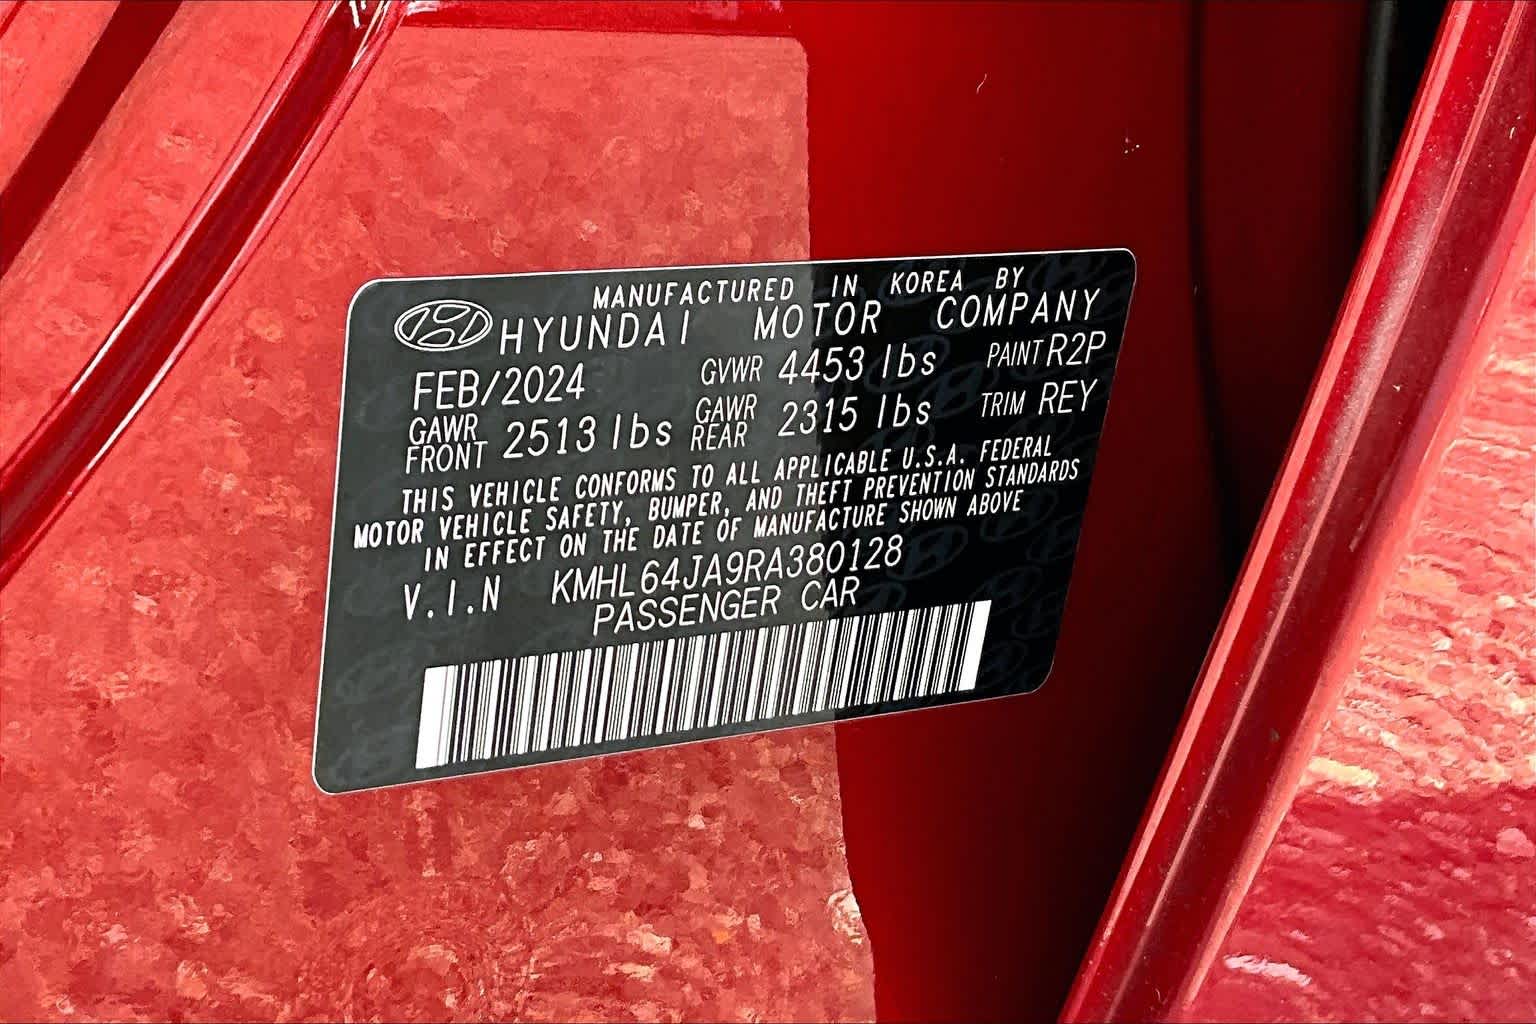 MANUFACTURED IN KOREA BY
HYUNDAI MOTOR COMPANY
FEB/2024 GVWR 4453 lbs PAINT R2P
GAWR FRONT 2513 lbs GAWR REAR 2315 lbs TRIM REY
THIS VEHICLE CONFORMS TO ALL APPLICABLE U.S.A. FEDERAL
MOTOR VEHICLE SAFETY, BUMPER, AND THEFT PREVENTION STANDARDS
IN EFFECT ON THE DATE OF MANUFACTURE SHOWN ABOVE
V.I.N KMHL64JA9RA380128
PASSENGER CAR